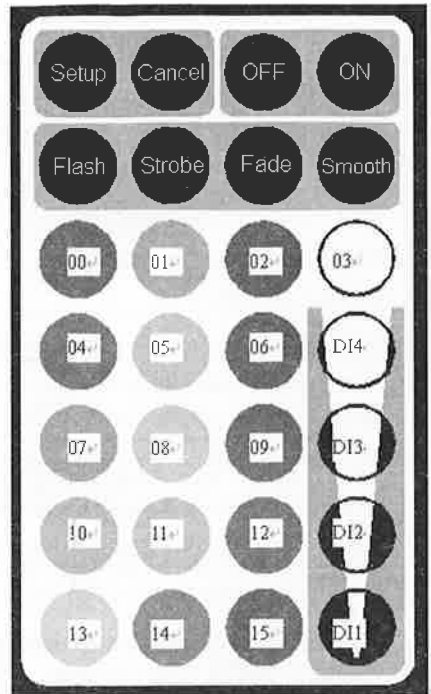 Setup Cancel OFF ON
Flash Strobe Fade Smooth
00 01 02 03
04 05 06 DI4
07 08 09 DI3
10 11 12 DI2
13 14 15 DI1